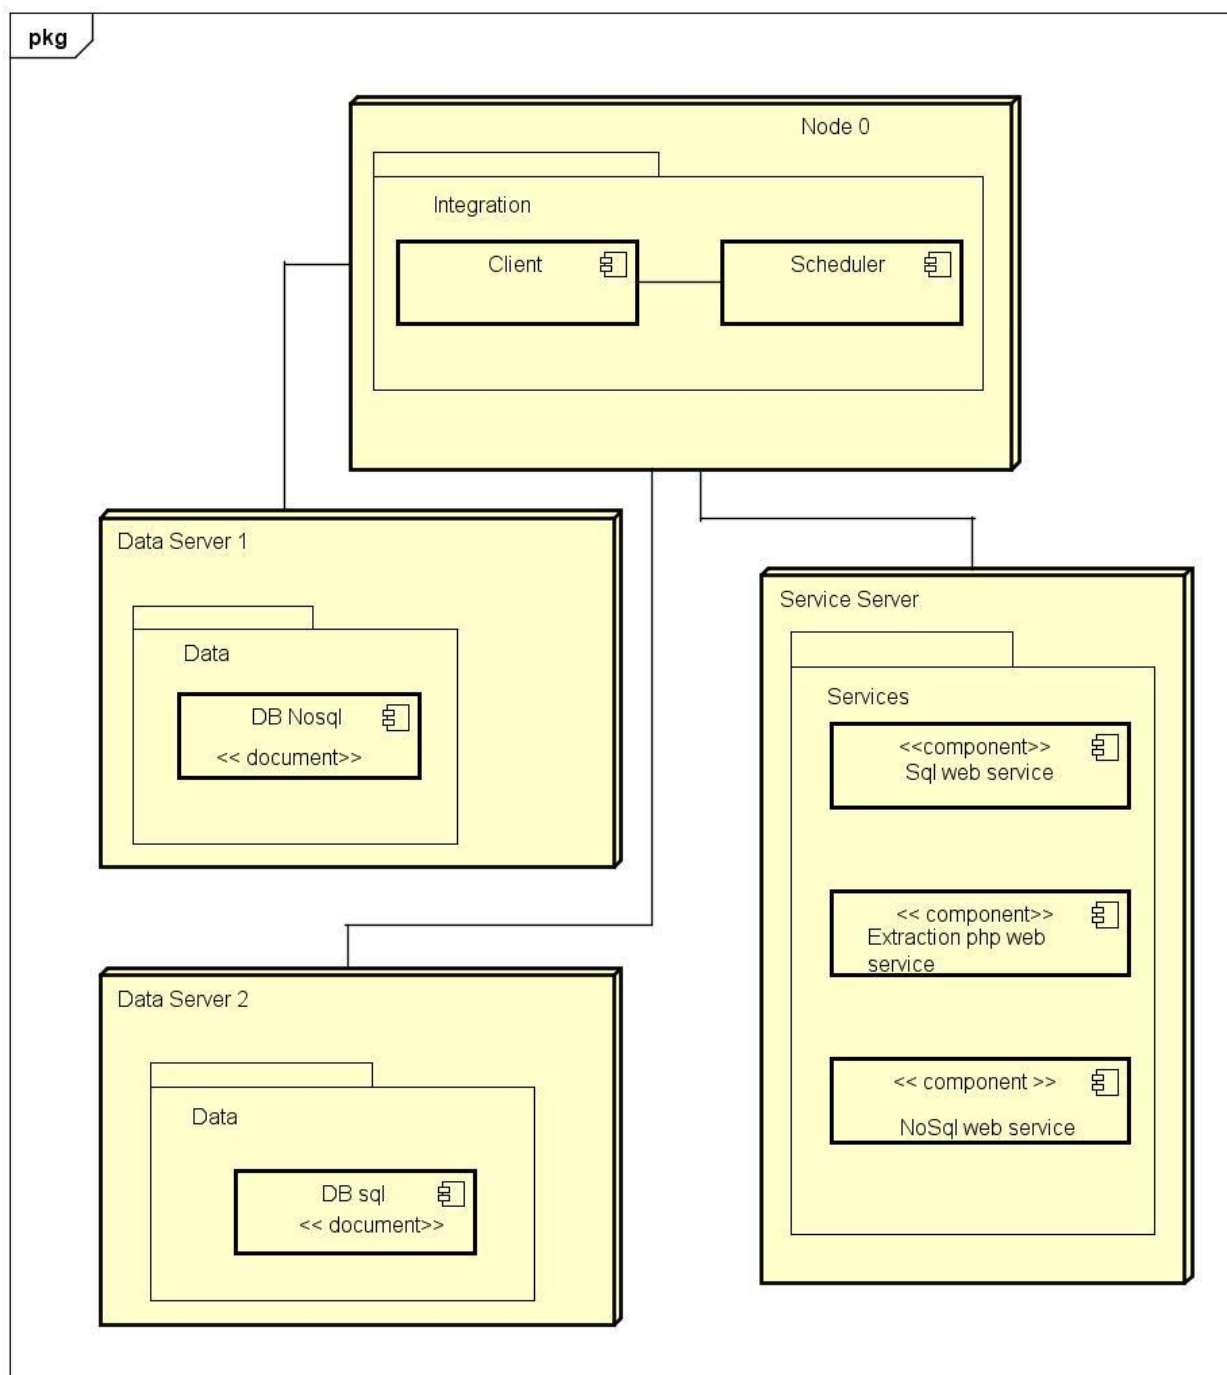 pkg
Node 0
Integration
Client
Scheduler
Data Server 1
Data
DB Nosql
<< document>>
Service Server
Services
<<component>>
Sql web service
<< component>>
Extraction php web
service
<< component >>
NoSql web service
Data Server 2
Data
DB sql
<< document>>